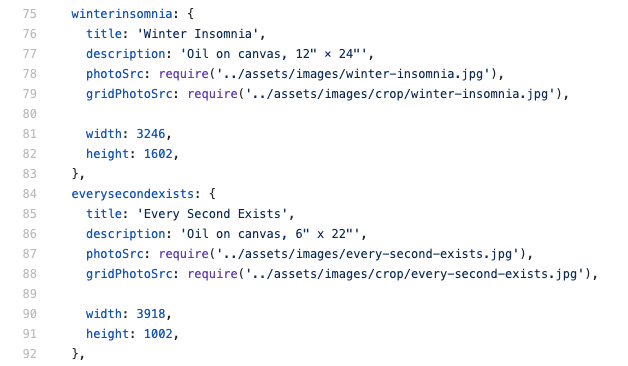 75 winterinsomnia: {
76 title: 'Winter Insomnia',
77 description: 'Oil on canvas, 12" × 24"',
78 photoSrc: require('../assets/images/winter-insomnia.jpg'),
79 gridPhotoSrc: require('../assets/images/crop/winter-insomnia.jpg'),
80
81 width: 3246,
82 height: 1602,
83 },
84 everysecondexists: {
85 title: 'Every Second Exists',
86 description: 'Oil on canvas, 6" x 22"',
87 photoSrc: require('../assets/images/every-second-exists.jpg'),
88 gridPhotoSrc: require('../assets/images/crop/every-second-exists.jpg'),
89
90 width: 3918,
91 height: 1002,
92 },